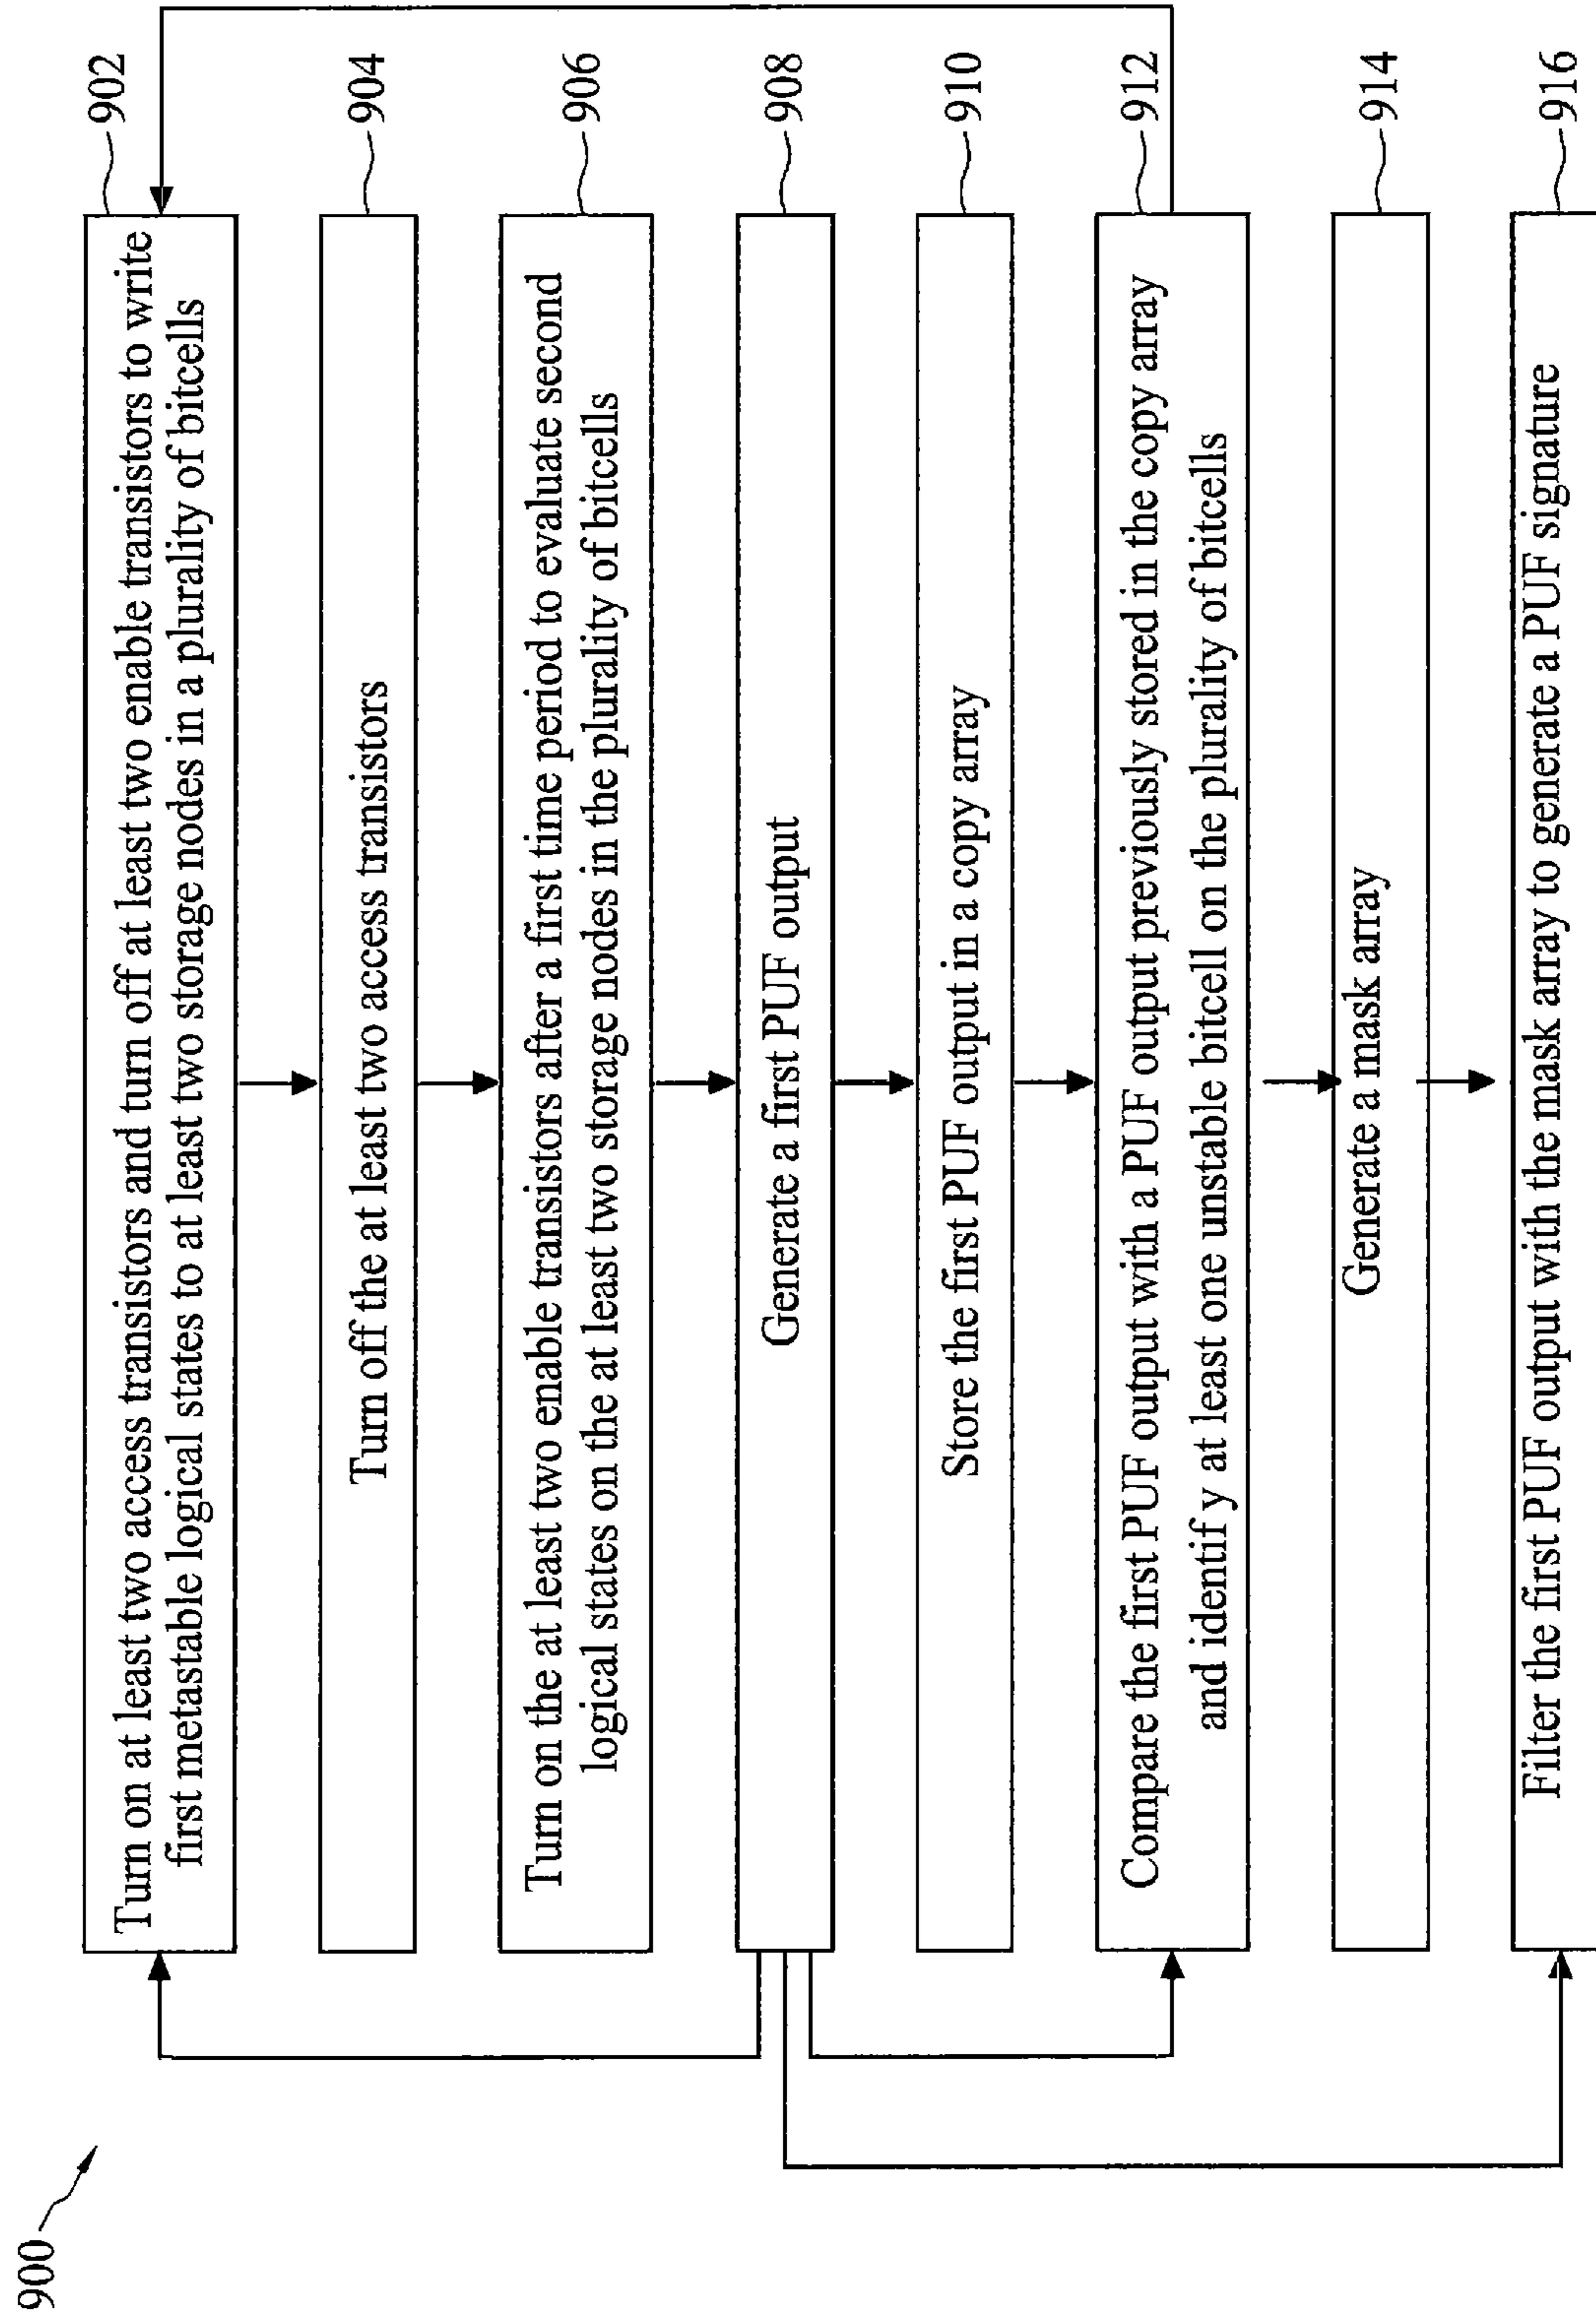 900
902
Turn on at least two access transistors and turn off at least two enable transistors to write
first metastable logical states to at least two storage nodes in a plurality of bitcells
904
Turn off the at least two access transistors
906
Turn on the at least two enable transistors after a first time period to evaluate second
logical states on the at least two storage nodes in the plurality of bitcells
908
Generate a first PUF output
910
Store the first PUF output in a copy array
912
Compare the first PUF output with a PUF output previously stored in the copy array
and identif y at least one unstable bitcell on the plurality of bitcells
914
Generate a mask array
916
Filter the first PUF output with the mask array to generate a PUF signature